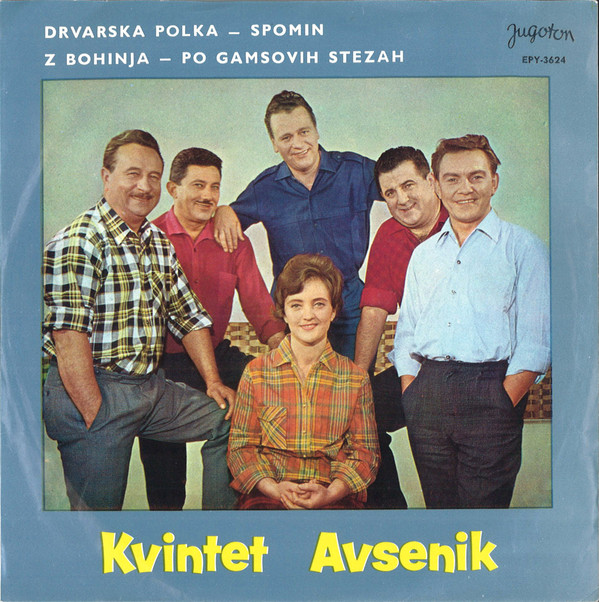 DRVARSKA POLKA – SPOMIN
Z BOHINJA – PO GAMSOVIH STEZAH
Jugoton
EPY-3624
Kvintet Avsenik